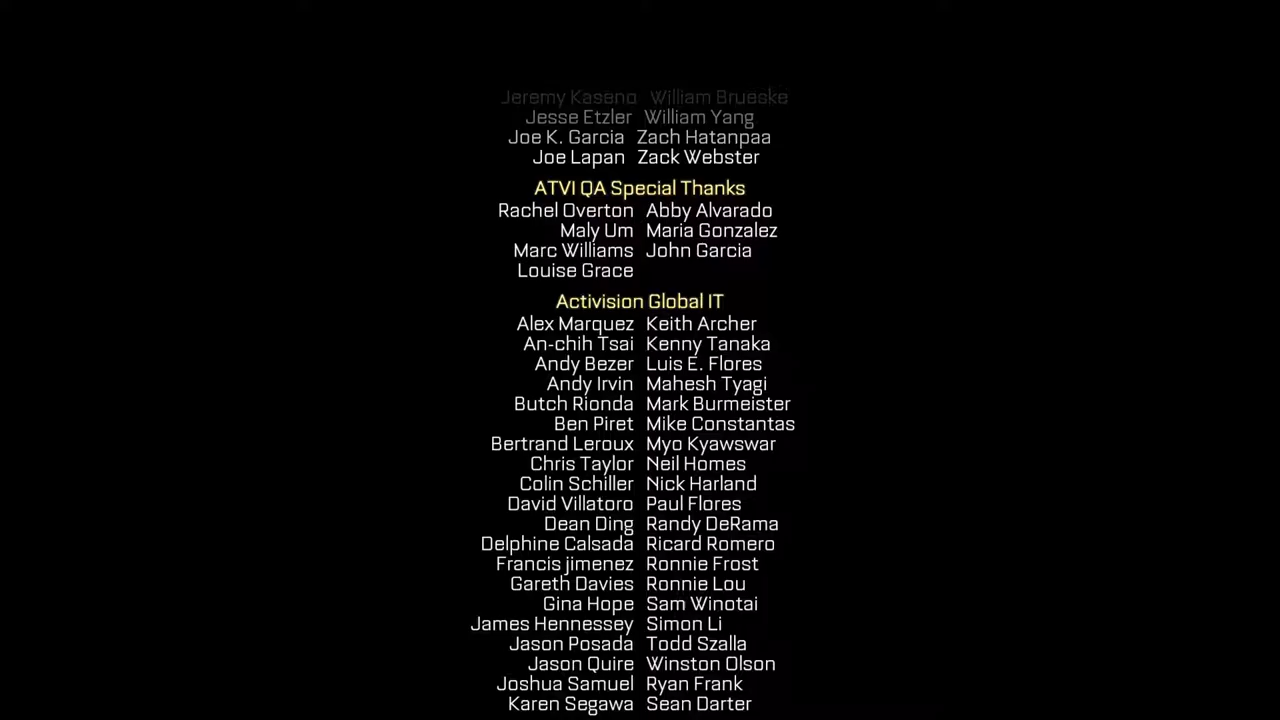 Jeremy Kaseno William Brueske
Jesse Etzler William Yang
Joe K. Garcia Zach Hatanpaa
Joe Lapan Zack Webster
ATVI QA Special Thanks
Rachel Overton Abby Alvarado
Maly Um Maria Gonzalez
Marc Williams John Garcia
Louise Grace
Activision Global IT
Alex Marquez Keith Archer
An-chih Tsai Kenny Tanaka
Andy Bezer Luis E. Flores
Andy Irvin Mahesh Tyagi
Butch Rionda Mark Burmeister
Ben Piret Mike Constantas
Bertrand Leroux Myo Kyawswar
Chris Taylor Neil Homes
Colin Schiller Nick Harland
David Villatoro Paul Flores
Dean Ding Randy DeRama
Delphine Calsada Ricard Romero
Francis jimenez Ronnie Frost
Gareth Davies Ronnie Lou
Gina Hope Sam Winotai
James Hennessey Simon Li
Jason Posada Todd Szalla
Jason Quire Winston Olson
Joshua Samuel Ryan Frank
Karen Segawa Sean Darter